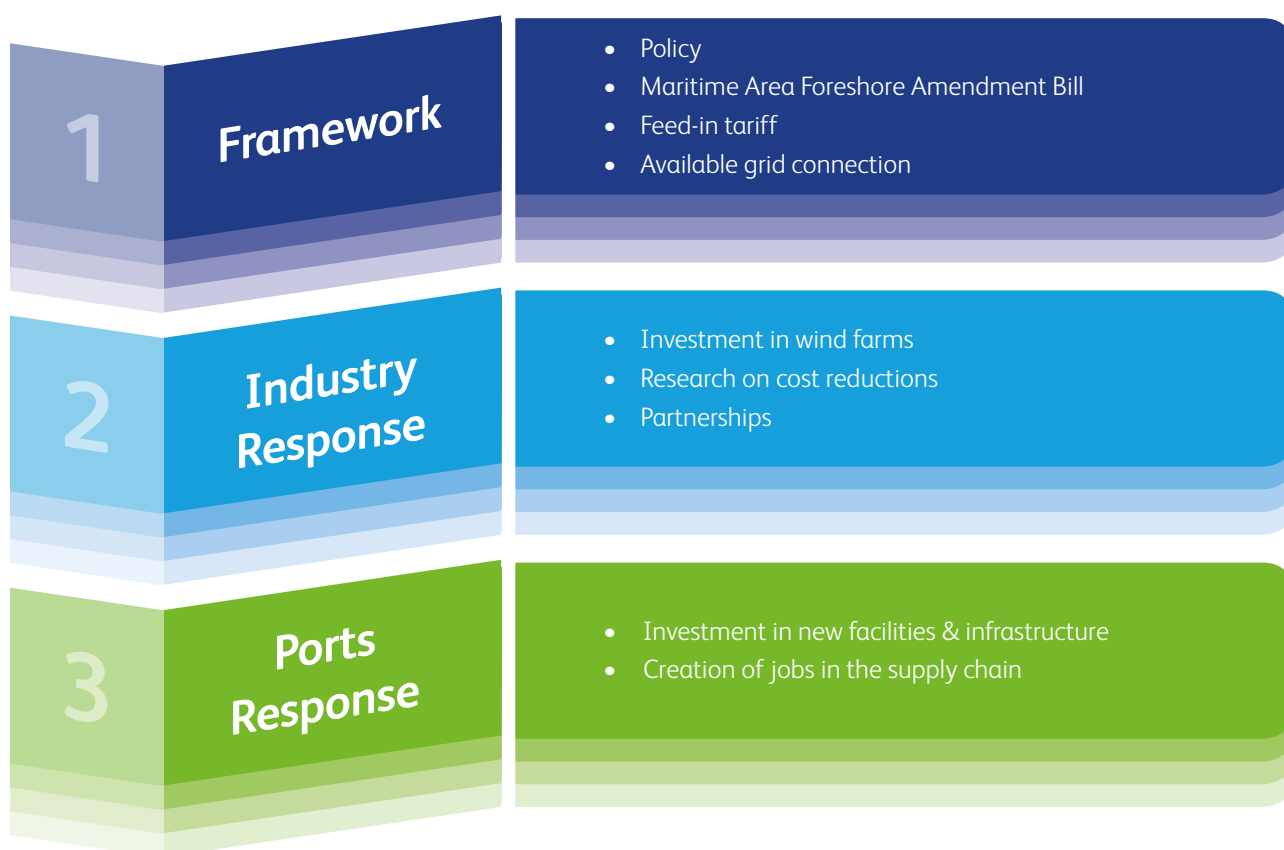 1
Framework
• Policy
• Maritime Area Foreshore Amendment Bill
• Feed-in tariff
• Available grid connection
2
Industry
Response
• Investment in wind farms
• Research on cost reductions
• Partnerships
3
Ports
Response
• Investment in new facilities & infrastructure
• Creation of jobs in the supply chain